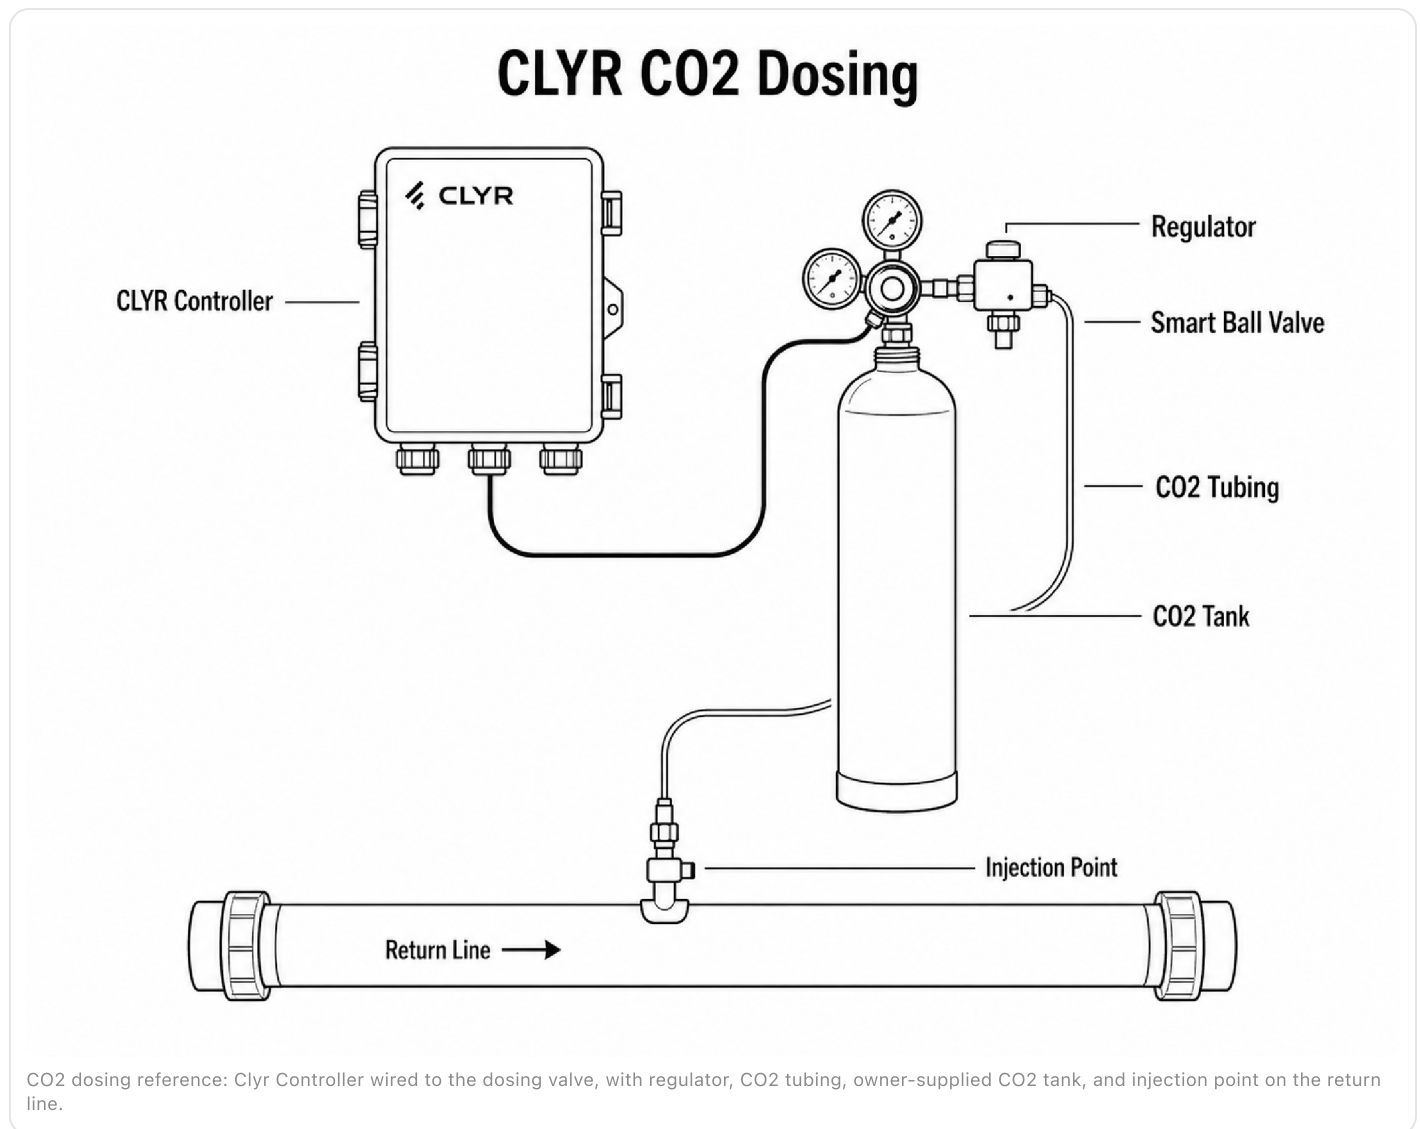 CLYR CO2 Dosing
CLYR
Regulator
CLYR Controller
Smart Ball Valve
CO2 Tubing
CO2 Tank
Injection Point
Return Line
CO2 dosing reference: Clyr Controller wired to the dosing valve, with regulator, CO2 tubing, owner-supplied CO2 tank, and injection point on the return
line.